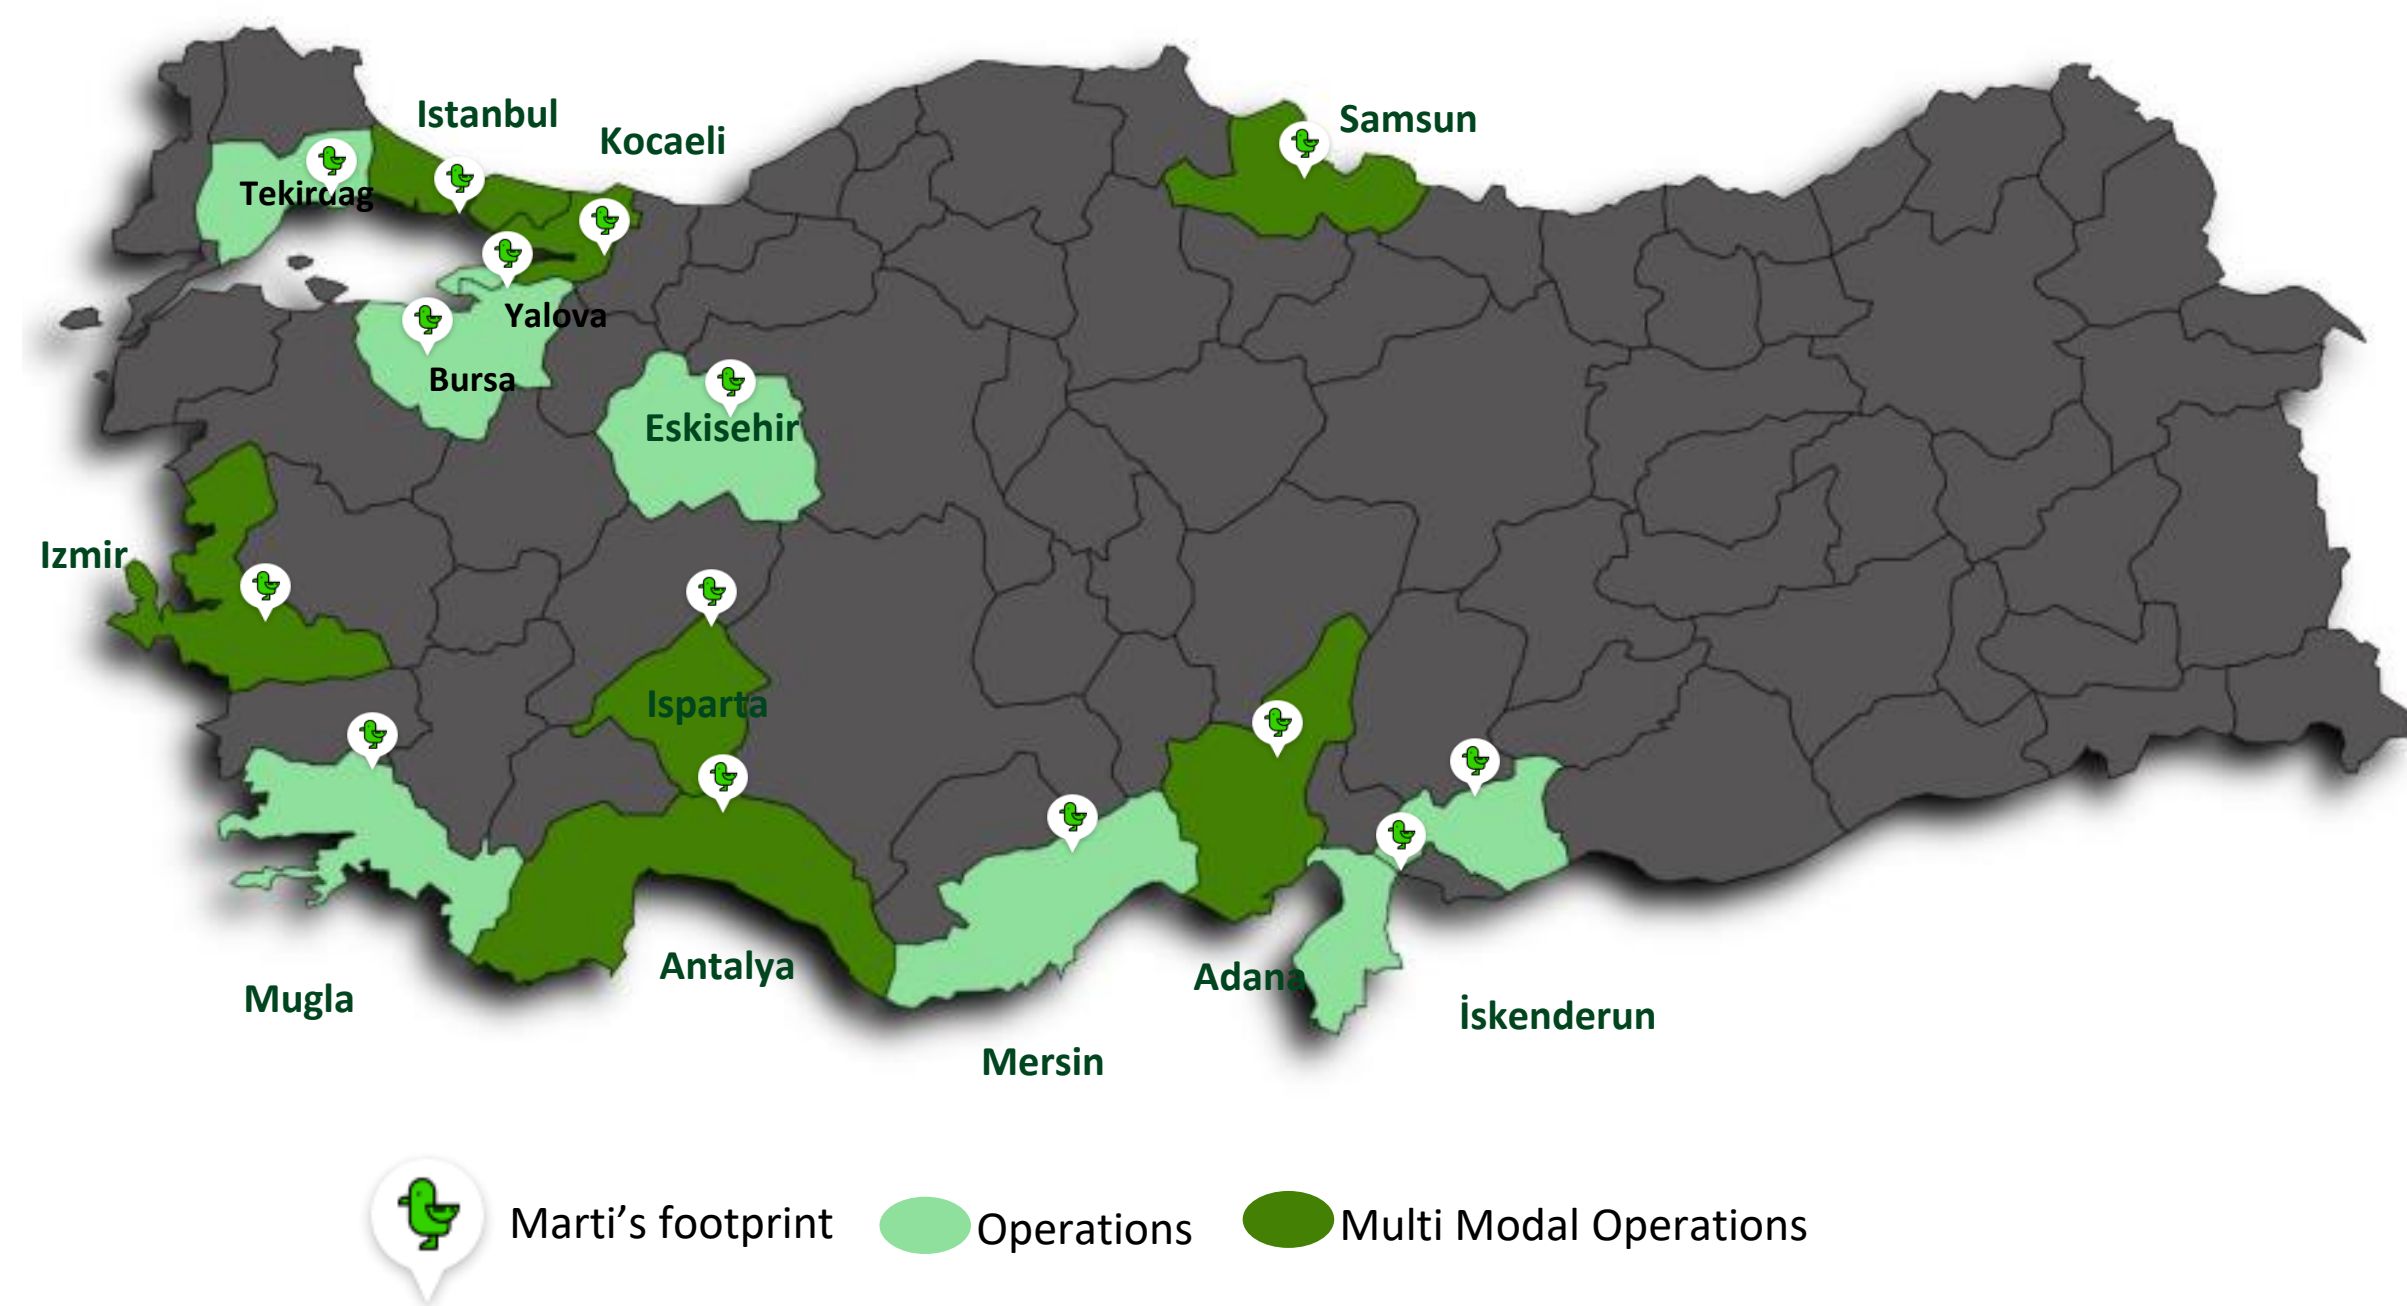 Istanbul
Kocaeli
Samsun
Tekirdag
Yalova
Bursa
Eskisehir
Izmir
Isparta
Antalya
Adana
Mugla
İskenderun
Mersin
Marti’s footprint
Operations
Multi Modal Operations